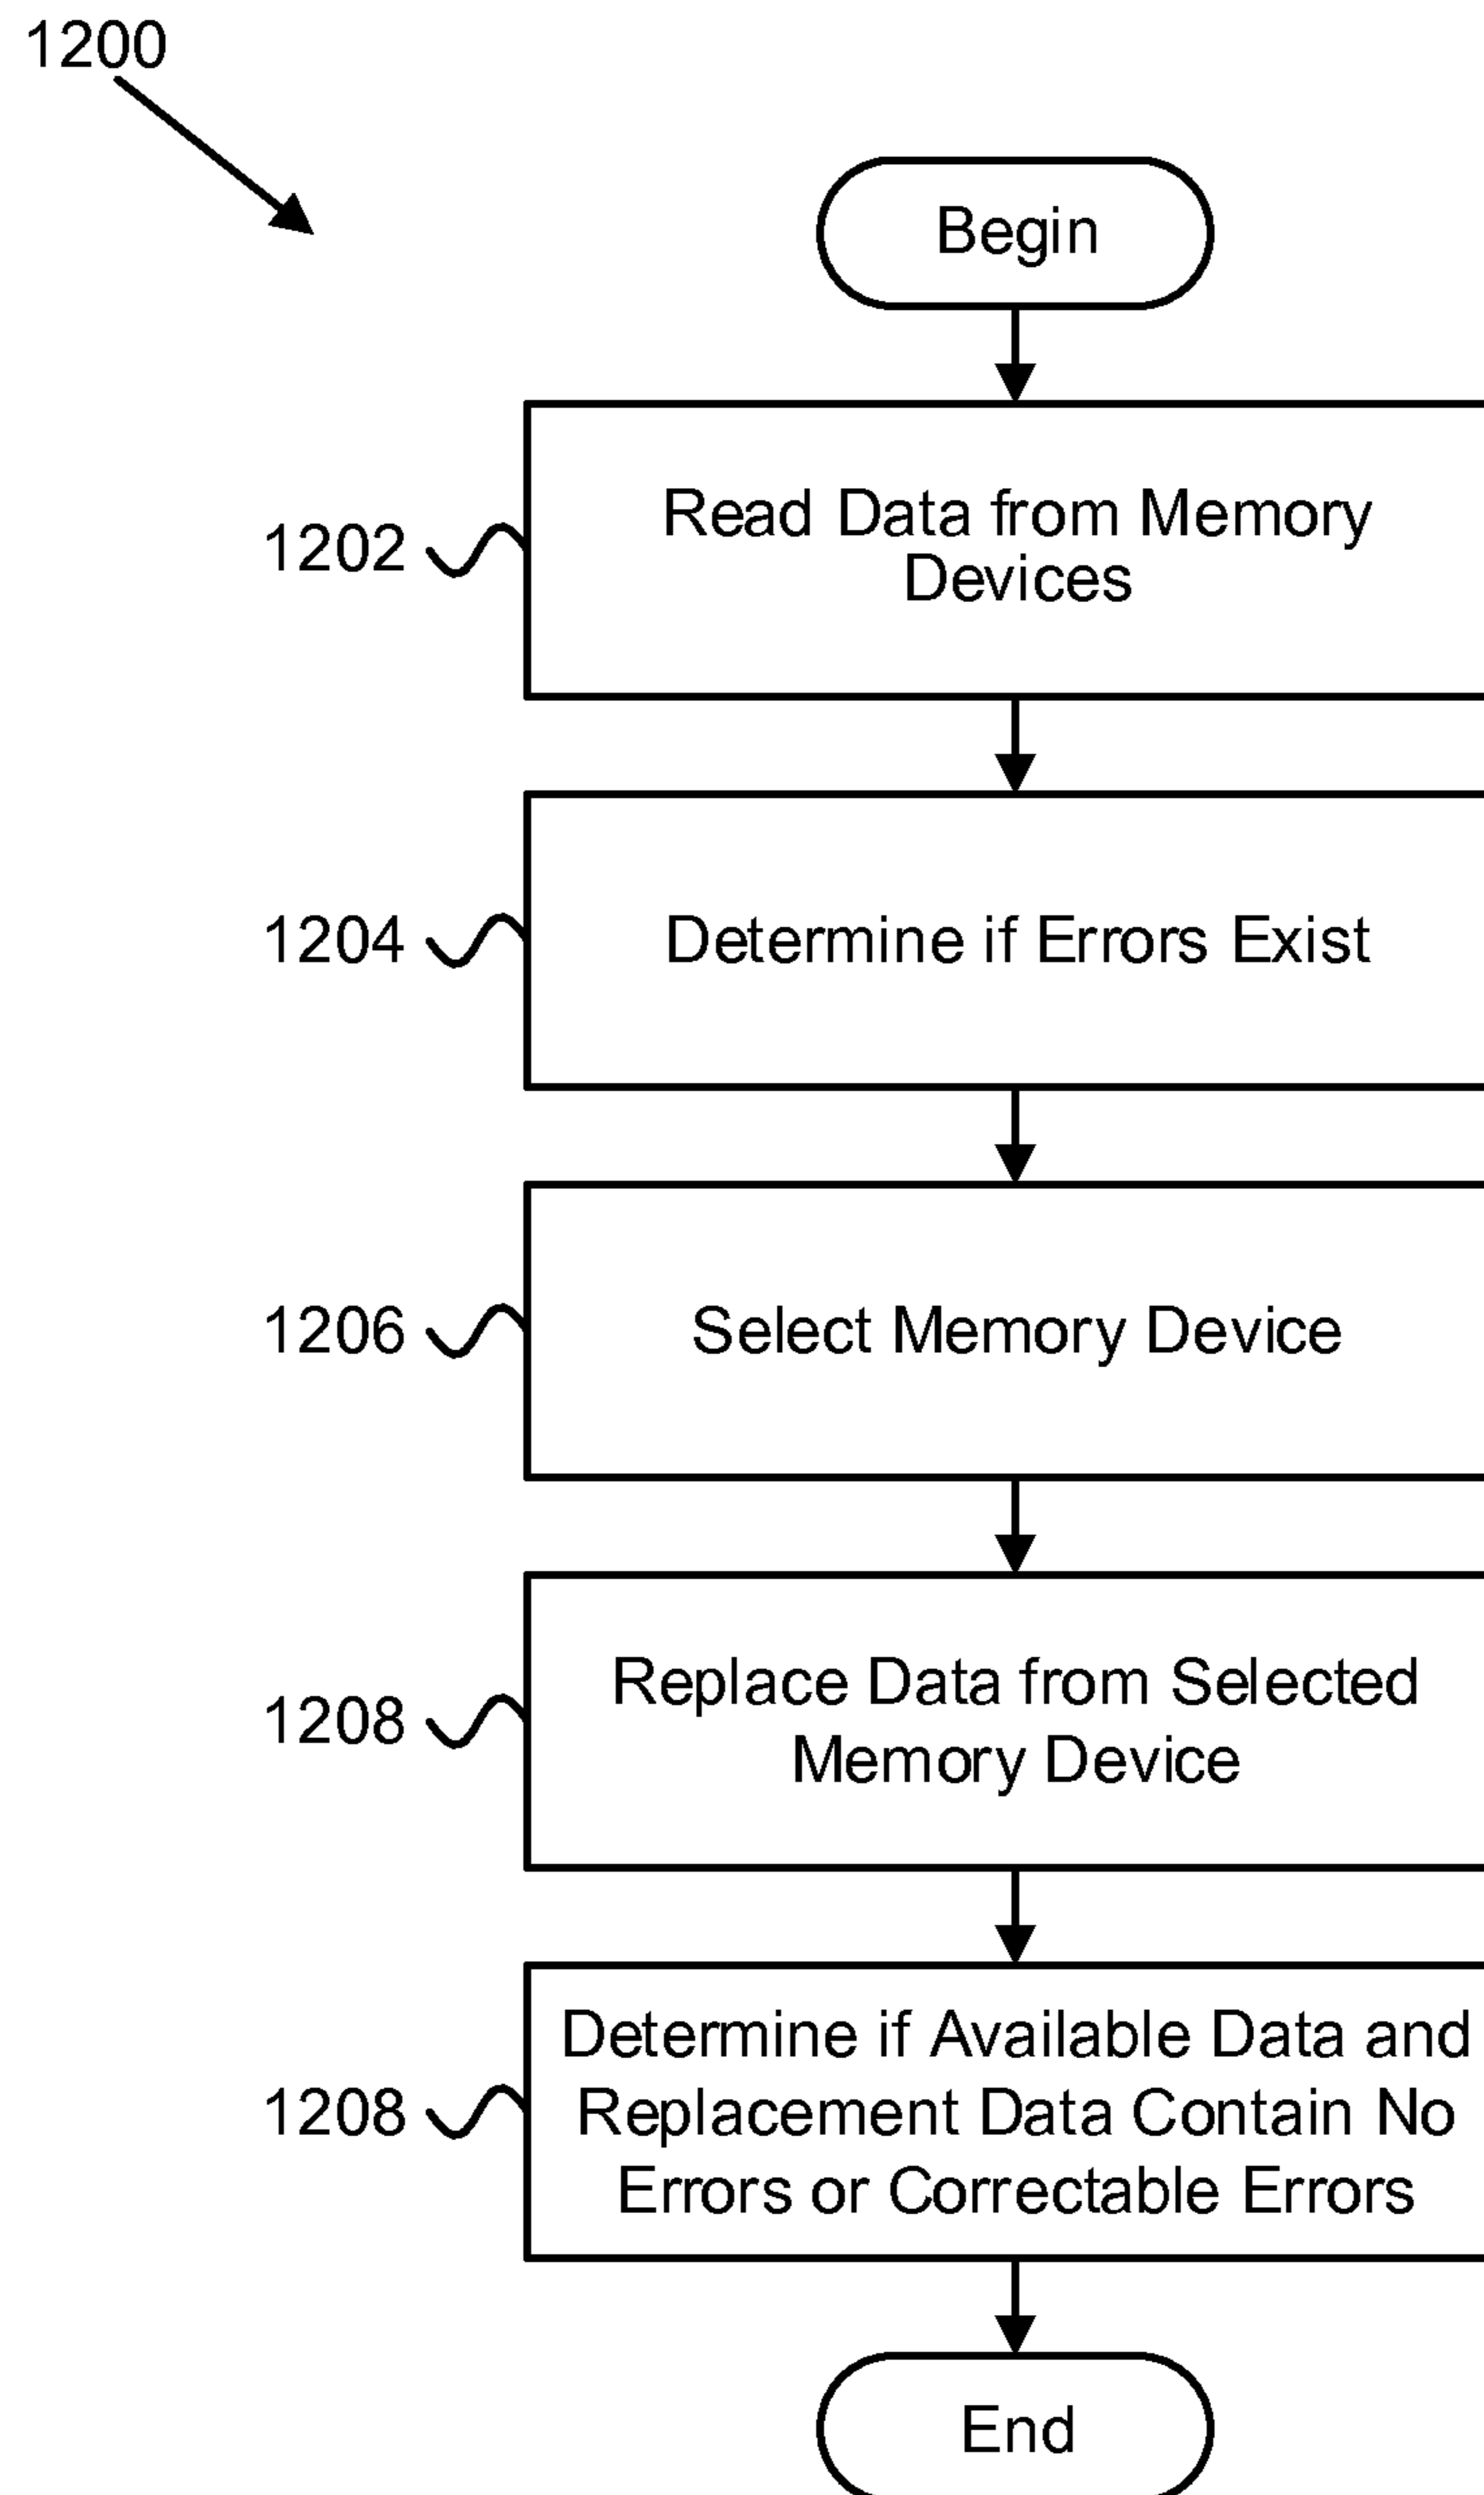 1200
Begin
1202
Read Data from Memory
Devices
1204
Determine if Errors Exist
1206
Select Memory Device
1208
Replace Data from Selected
Memory Device
1208
Determine if Available Data and
Replacement Data Contain No
Errors or Correctable Errors
End